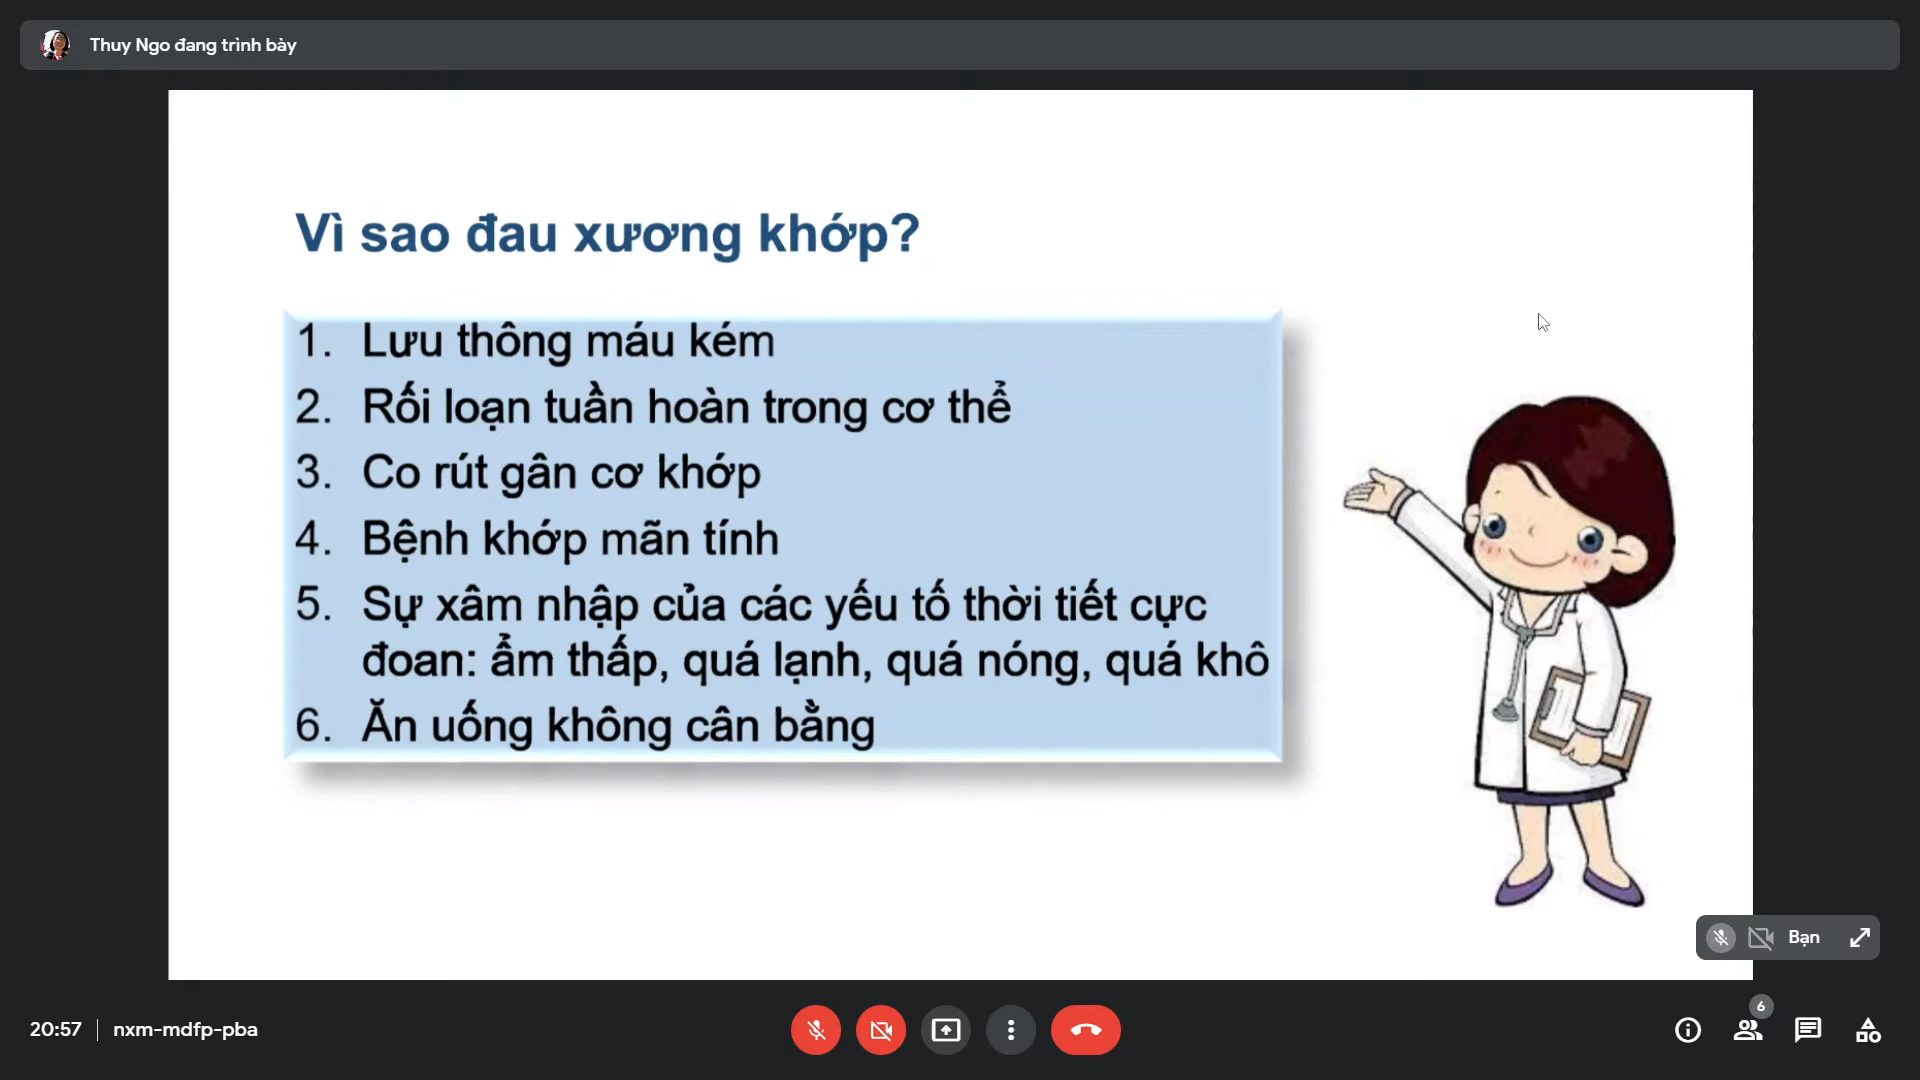 Thuy Ngo đang trình bày
Vì sao đau xương khớp?
1. Lưu thông máu kém
2. Rối loạn tuần hoàn trong cơ thể
3. Co rút gân cơ khớp
4. Bệnh khớp mãn tính
5. Sự xâm nhập của các yếu tố thời tiết cực
đoan: ẩm thấp, quá lạnh, quá nóng, quá khô
6. Ăn uống không cân bằng
Bạn
6
20:57 | nxm-mdfp-pba